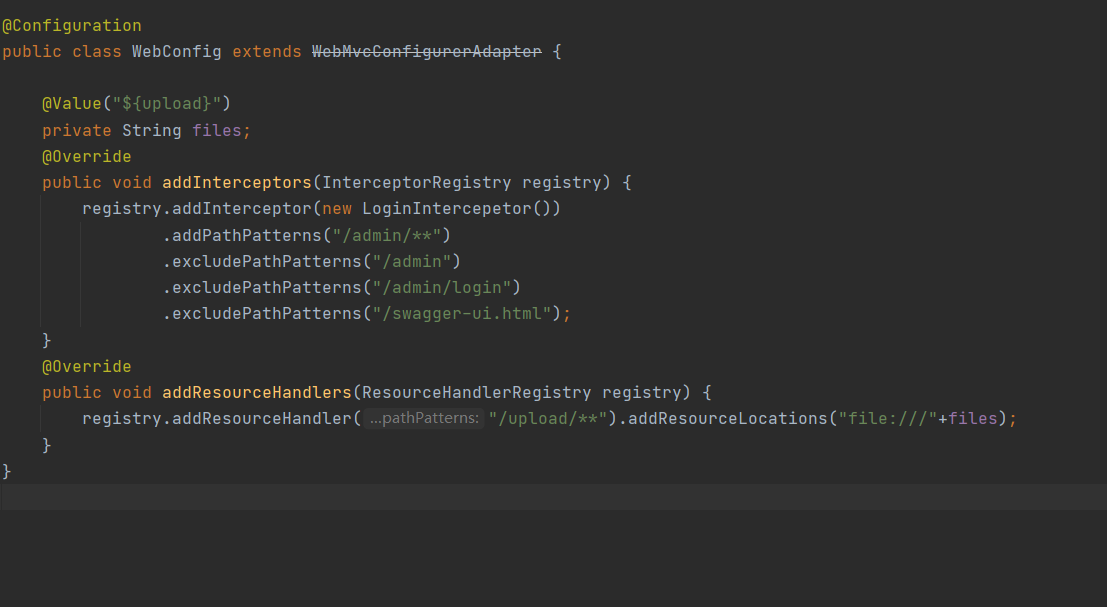 @Configuration
public class WebConfig extends WebMvcConfigurerAdapter {
@Value("${upload}")
private String files;
@Override
public void addInterceptors(InterceptorRegistry registry) {
registry.addInterceptor(new LoginIntercepetor())
.addPathPatterns("/admin/**")
.excludePathPatterns("/admin")
.excludePathPatterns("/admin/login")
.excludePathPatterns("/swagger-ui.html");
}
@Override
public void addResourceHandlers(ResourceHandlerRegistry registry) {
registry.addResourceHandler( ...pathPatterns: "/upload/**").addResourceLocations("file:///"+files);
}
}